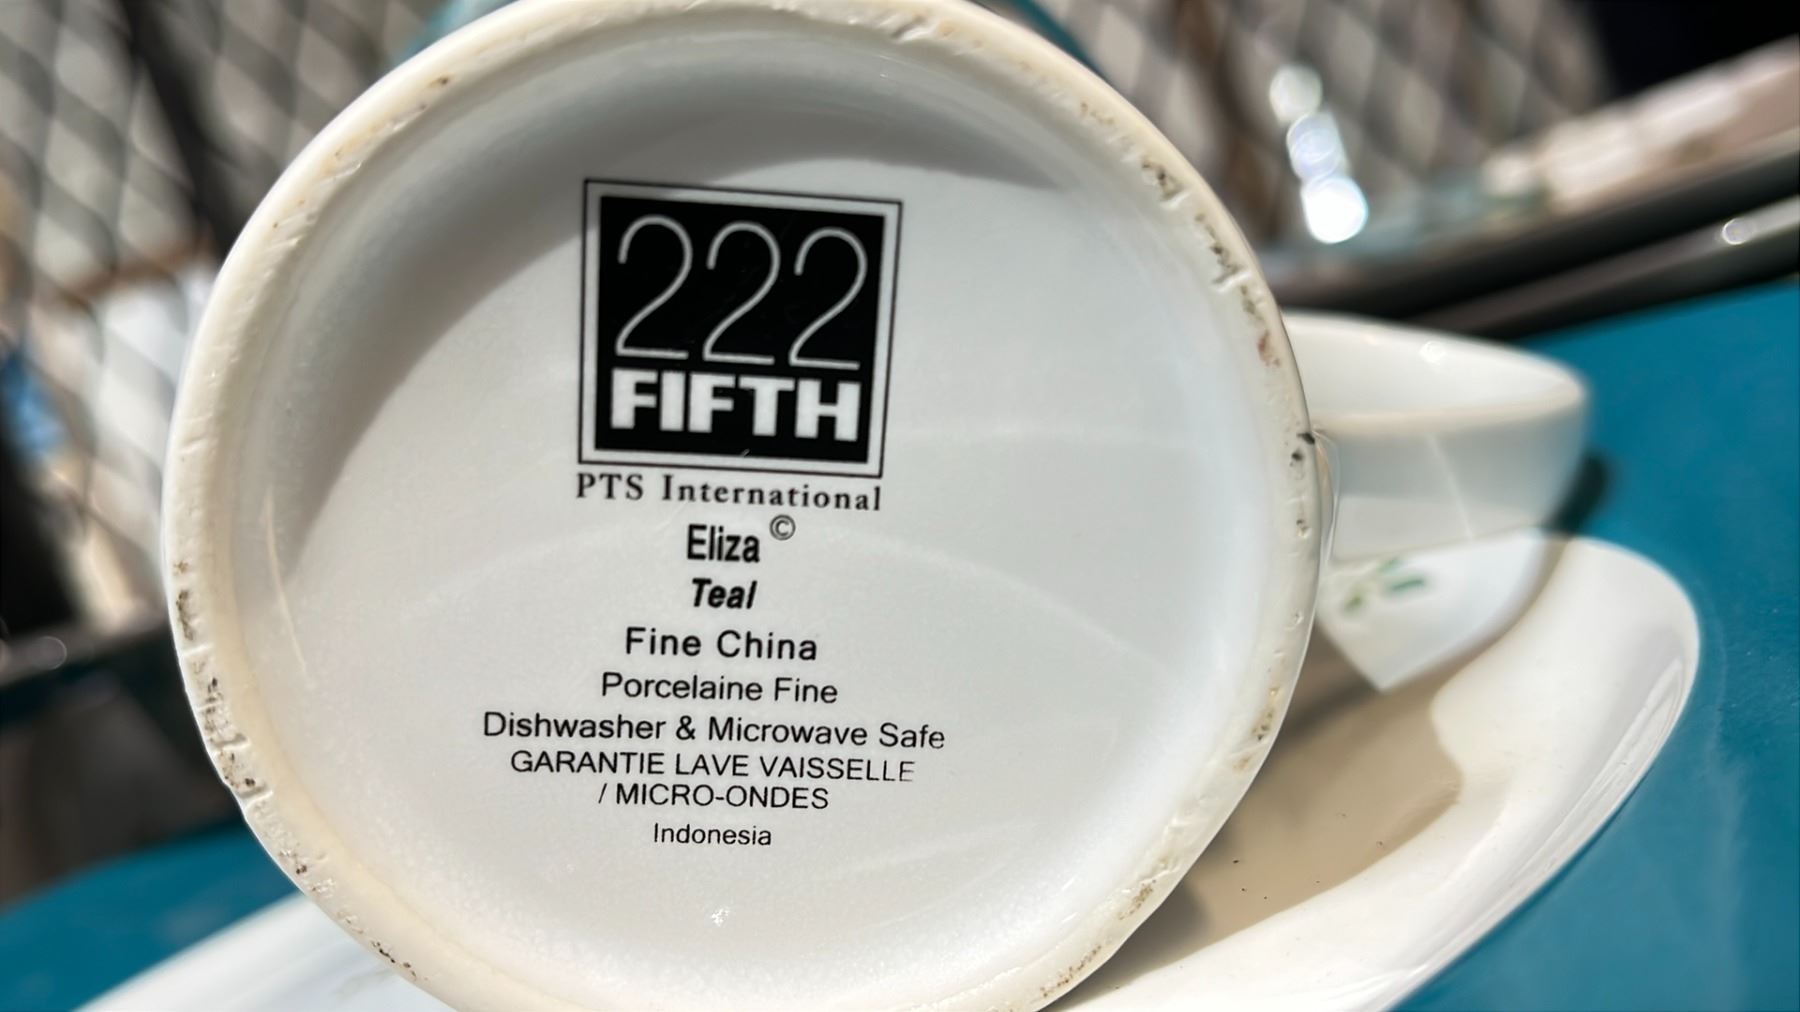 222
FIFTH
PTS International
Eliza ©
Teal
Fine China
Porcelaine Fine
Dishwasher & Microwave Safe
GARANTIE LAVE VAISSELLE
/ MICRO-ONDES
Indonesia